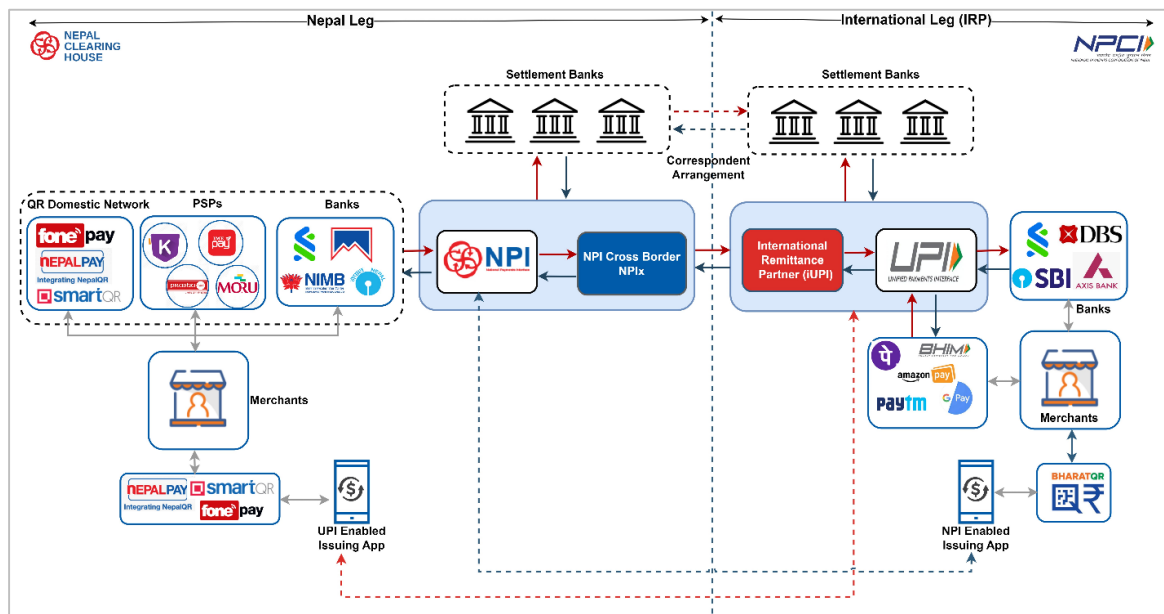 Nepal Leg
International Leg (IRP)
NEPAL
CLEARING
HOUSE
NPCI
Settlement Banks
Settlement Banks
Correspondent
Arrangement
QR Domestic Network
PSPs
Banks
fonepay
NEPALPAY
Integrating NepalQR
smartQR
K
pay
MORU
NIMB
NPI
NPI Cross Border
NPIx
International
Remittance
Partner (iUPI)
UPI
UNIFIED PAYMENTS INTERFACE
DBS
SBI
AXIS BANK
Banks
पे
BHIM
amazon pay
paytm
G Pay
Merchants
Merchants
NEPALPAY
smartQR
Integrating NepalQR
fonepay
$
UPI Enabled
Issuing App
$
NPI Enabled
Issuing App
BHARATQR
₹